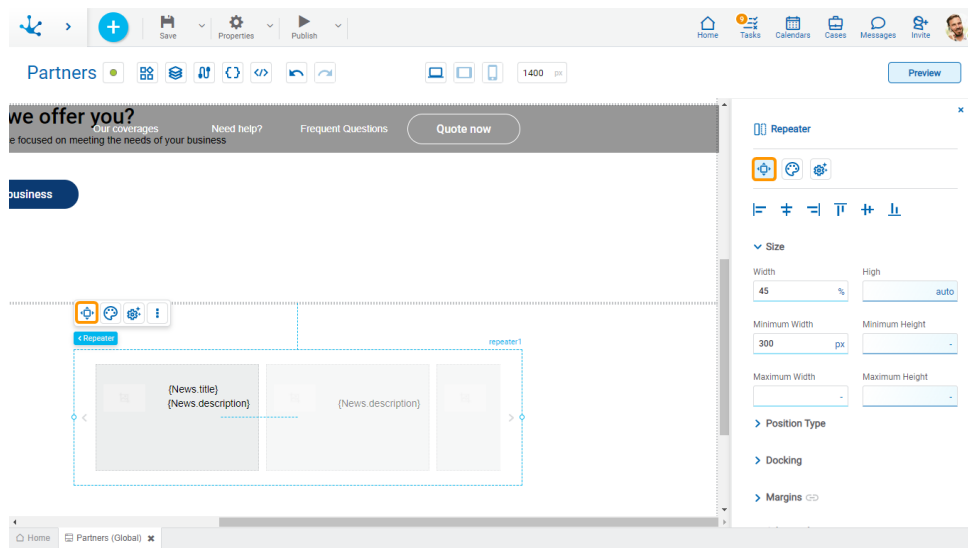 Save
Properties
Publish
Home
9
Tasks
Calendars
Cases
Messages
Invite
Partners
1400 px
Preview
we offer you?
e focused on meeting the needs of your business
Our coverages
Need help?
Frequent Questions
Quote now
business
Repeater
repeater1
{News.title}
{News.description}
{News.description}
Repeater
Size
Width
High
45 %
auto
Minimum Width
Minimum Height
300 px
-
Maximum Width
Maximum Height
-
-
Position Type
Docking
Margins
Home
Partners (Global)